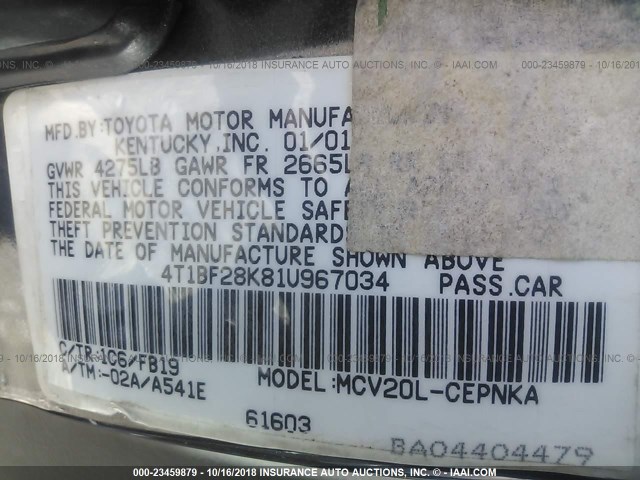 000-23459879 - 10/16/2018 - INSURANCE AUTO AUCTIONS - WWW.IAAI.COM
MFD.BY:TOYOTA MOTOR MANUFA
KENTUCKY,INC. 01/01
GVWR 4275LB GAWR FR 2665L
THIS VEHICLE CONFORMS TO A
FEDERAL MOTOR VEHICLE SAFE
THEFT PREVENTION STANDARDS
THE DATE OF MANUFACTURE SHOWN ABOVE
4T1BF28K81U967034 PASS.CAR
C/TR:1C6/FB19
A/TM:-02A/A541E
MODEL:MCV20L-CEPNKA
61603
BA04404479
000-23459879 - 10/16/2018 - INSURANCE AUTO AUCTIONS - WWW.IAAI.COM